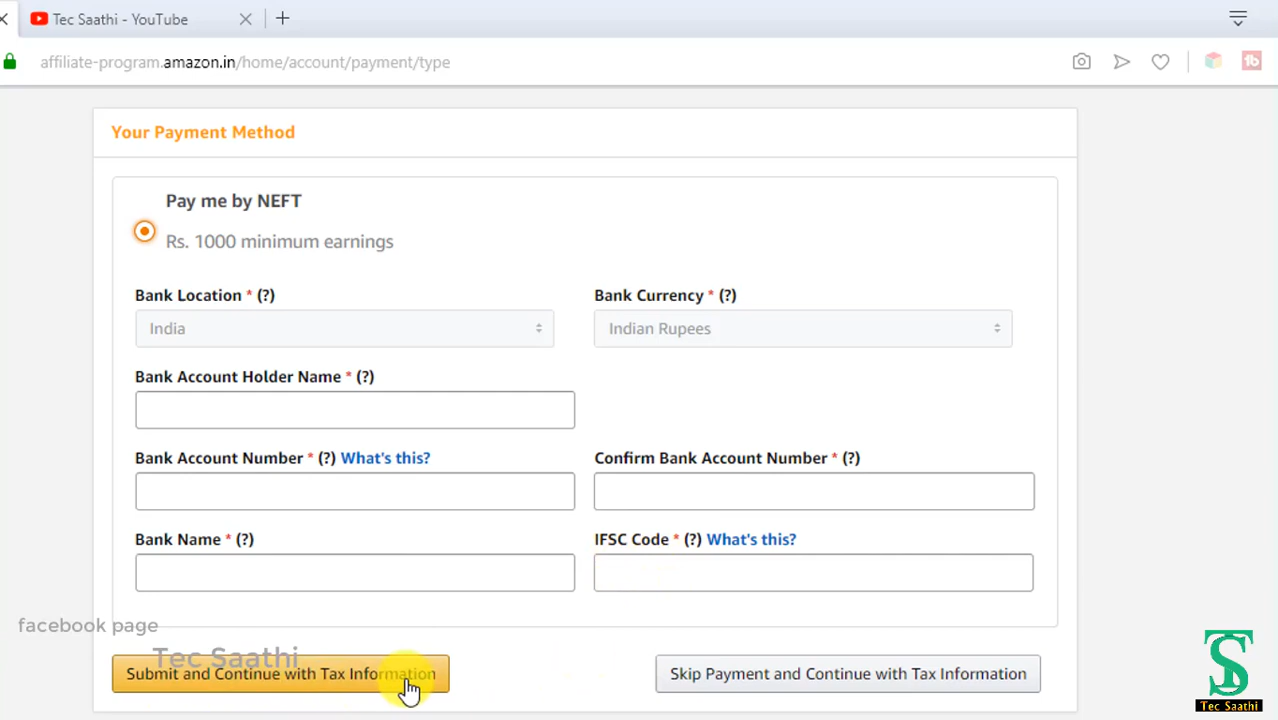 Tec Saathi - YouTube
affiliate-program.amazon.in/home/account/payment/type
Your Payment Method
Pay me by NEFT
Rs. 1000 minimum earnings
Bank Location * (?)
Bank Currency * (?)
India
Indian Rupees
Bank Account Holder Name * (?)
Bank Account Number * (?) What's this?
Confirm Bank Account Number * (?)
Bank Name * (?)
IFSC Code * (?) What's this?
facebook page
Tec Saathi
Submit and Continue with Tax Information
Skip Payment and Continue with Tax Information
TS
Tec Saathi